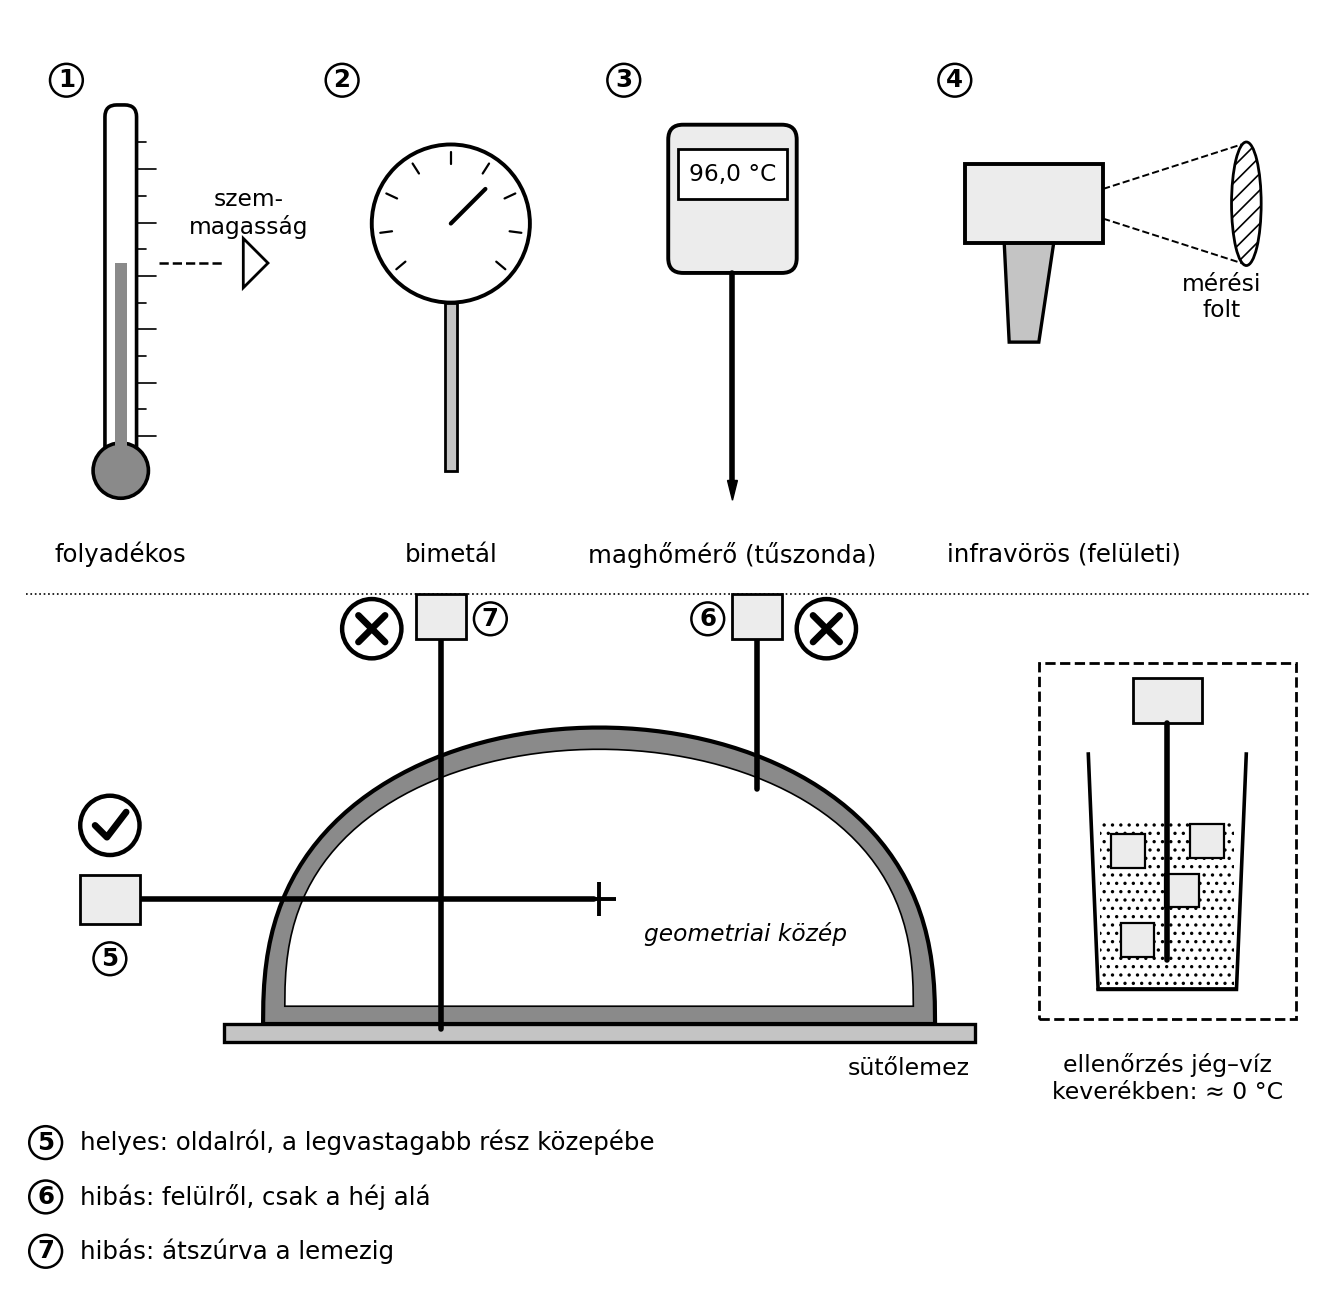 1
2
3
4
szem-
magasság
96,0 °C
mérési
folt
folyadékos
bimetál
maghőmérő (tűszonda)
infravörös (felületi)
7
6
5
geometriai közép
sütőlemez
ellenőrzés jég–víz
keverékben: ≈ 0 °C
5 helyes: oldalról, a legvastagabb rész közepébe
6 hibás: felülről, csak a héj alá
7 hibás: átszúrva a lemezig